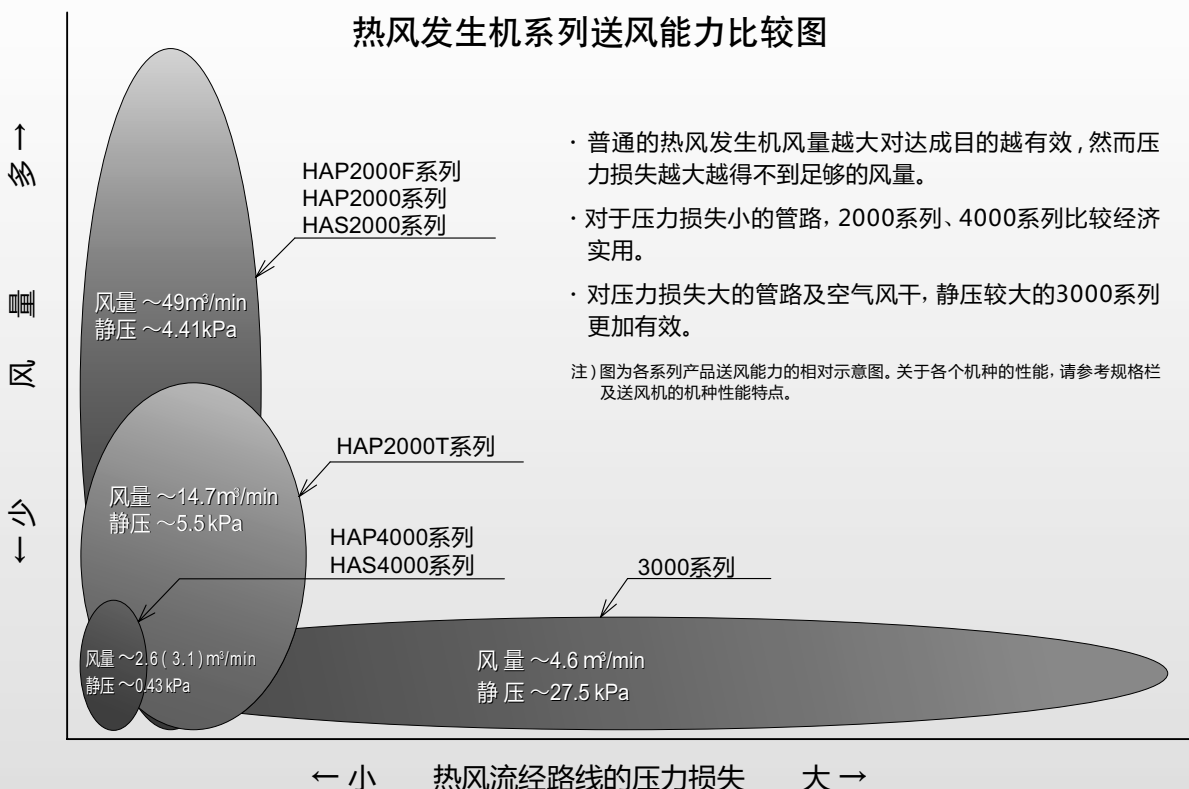 热风发生机系列送风能力比较图
多→
风 量
←少
HAP2000F系列
HAP2000系列
HAS2000系列
风量 ～49m³/min
静压 ～4.41kPa
· 普通的热风发生机风量越大对达成目的越有效，然而压
力损失越大越得不到足够的风量。
· 对于压力损失小的管路，2000系列、4000系列比较经济
实用。
· 对压力损失大的管路及空气风干，静压较大的3000系列
更加有效。
注）图为各系列产品送风能力的相对示意图。关于各个机种的性能，请参考规格栏
及送风机的机种性能特点。
HAP2000T系列
风量 ～14.7m³/min
静压 ～5.5kPa
HAP4000系列
HAS4000系列
3000系列
风量 ～2.6 ( 3.1 ) m³/min
静压 ～0.43 kPa
风 量 ～4.6 m³/min
静 压 ～27.5 kPa
← 小 热风流经路线的压力损失 大 →